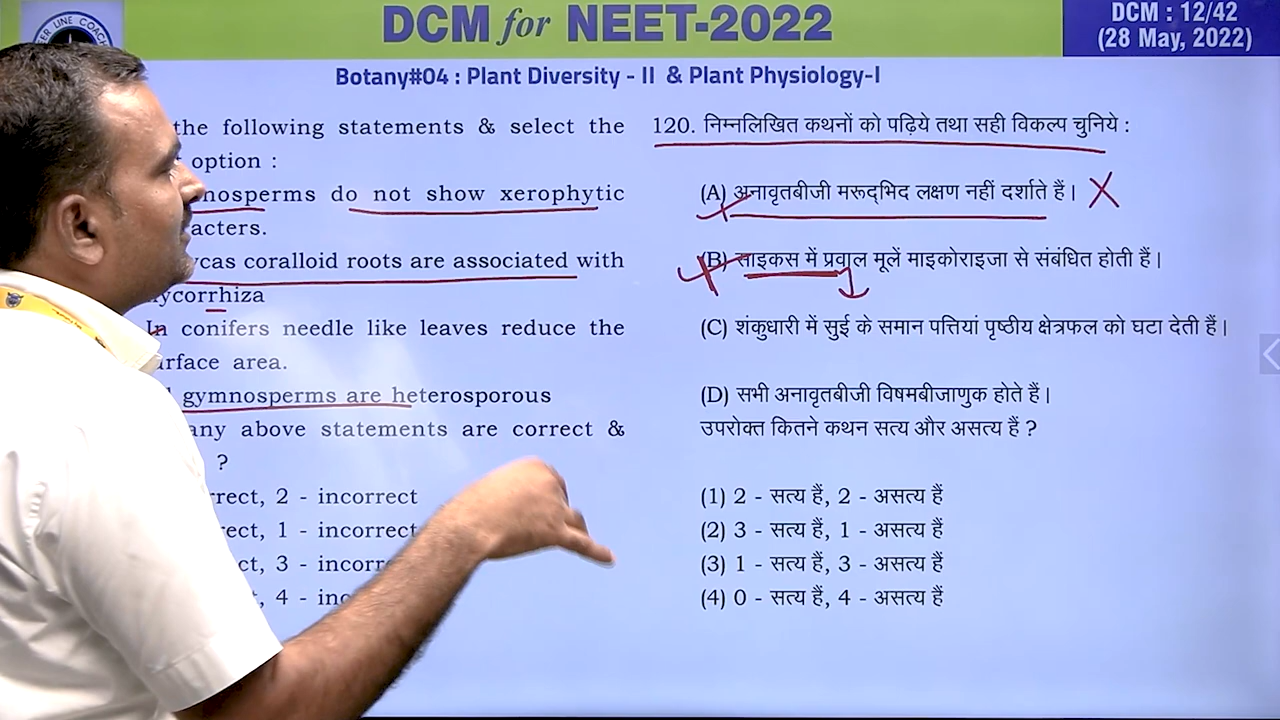 DCM for NEET-2022
DCM : 12/42
(28 May, 2022)
LINE COAC
Botany#04 : Plant Diversity - II & Plant Physiology-I
the following statements & select the
option :
nosperms do not show xerophytic
acters.
ycas coralloid roots are associated with
ycorrhiza
In conifers needle like leaves reduce the
rface area.
gymnosperms are heterosporous
any above statements are correct &
?
rrect, 2 - incorrect
rect, 1 - incorrect
ct, 3 - incorre
t, 4 - inc
120. निम्नलिखित कथनों को पढ़िये तथा सही विकल्प चुनिये :
(A) अनावृतबीजी मरूद्भिद लक्षण नहीं दर्शाते हैं। X
(B) साइकस में प्रवाल मूलें माइकोराइजा से संबंधित होती हैं।
(C) शंकुधारी में सुई के समान पत्तियां पृष्ठीय क्षेत्रफल को घटा देती हैं।
(D) सभी अनावृतबीजी विषमबीजाणुक होते हैं।
उपरोक्त कितने कथन सत्य और असत्य हैं ?
(1) 2 - सत्य हैं, 2 - असत्य हैं
(2) 3 - सत्य हैं, 1 - असत्य हैं
(3) 1 - सत्य हैं, 3 - असत्य हैं
(4) 0 - सत्य हैं, 4 - असत्य हैं